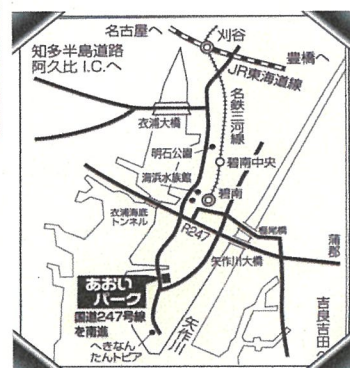 名古屋へ
刈谷
知多半島道路
阿久比 I.C.へ
豊橋へ
JR東海道線
名鉄三河線
衣浦大橋
明石公園
碧南中央
海浜水族館
碧南
衣浦海底
トンネル
R247
棚尾橋
矢作川大橋
蒲郡
あおい
パーク
国道247号線
を南進
矢作川
吉良吉田へ
へきなん
たんトピア